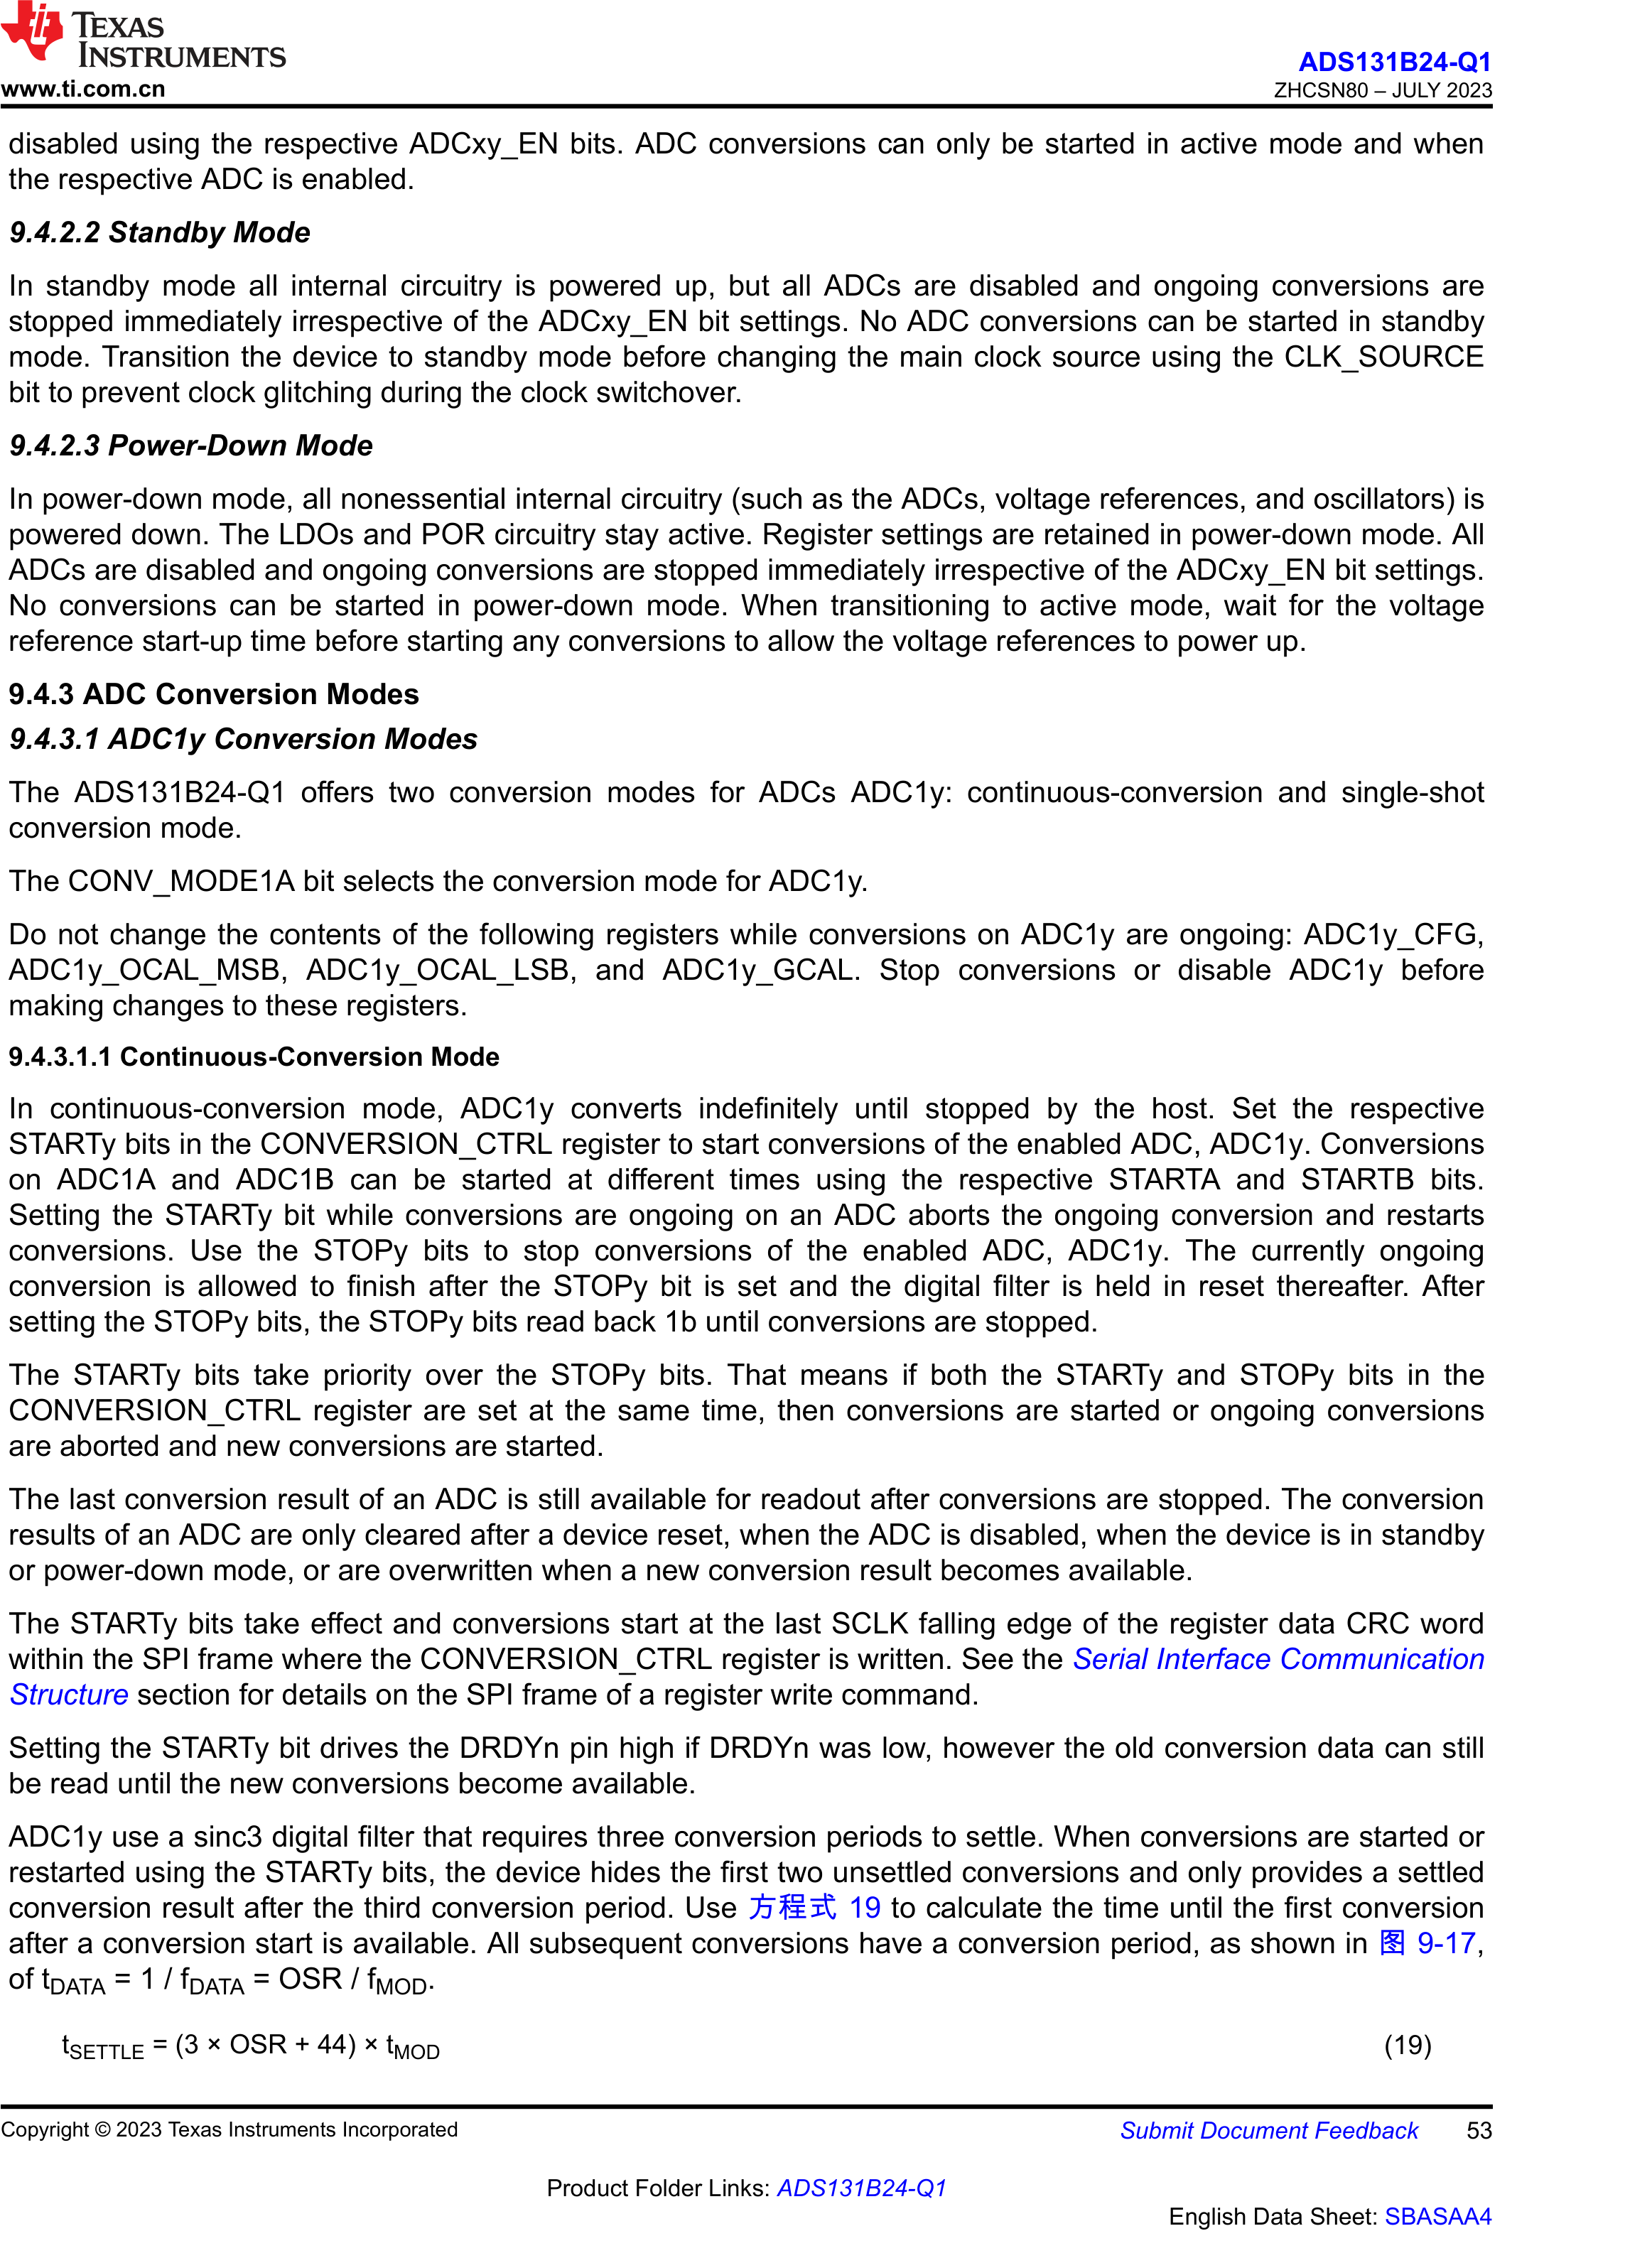 TEXAS
INSTRUMENTS
www.ti.com.cn
ADS131B24-Q1
ZHCSN80 – JULY 2023
disabled using the respective ADCxy_EN bits. ADC conversions can only be started in active mode and when
the respective ADC is enabled.
9.4.2.2 Standby Mode
In standby mode all internal circuitry is powered up, but all ADCs are disabled and ongoing conversions are
stopped immediately irrespective of the ADCxy_EN bit settings. No ADC conversions can be started in standby
mode. Transition the device to standby mode before changing the main clock source using the CLK_SOURCE
bit to prevent clock glitching during the clock switchover.
9.4.2.3 Power-Down Mode
In power-down mode, all nonessential internal circuitry (such as the ADCs, voltage references, and oscillators) is
powered down. The LDOs and POR circuitry stay active. Register settings are retained in power-down mode. All
ADCs are disabled and ongoing conversions are stopped immediately irrespective of the ADCxy_EN bit settings.
No conversions can be started in power-down mode. When transitioning to active mode, wait for the voltage
reference start-up time before starting any conversions to allow the voltage references to power up.
9.4.3 ADC Conversion Modes
9.4.3.1 ADC1y Conversion Modes
The ADS131B24-Q1 offers two conversion modes for ADCs ADC1y: continuous-conversion and single-shot
conversion mode.
The CONV_MODE1A bit selects the conversion mode for ADC1y.
Do not change the contents of the following registers while conversions on ADC1y are ongoing: ADC1y_CFG,
ADC1y_OCAL_MSB, ADC1y_OCAL_LSB, and ADC1y_GCAL. Stop conversions or disable ADC1y before
making changes to these registers.
9.4.3.1.1 Continuous-Conversion Mode
In continuous-conversion mode, ADC1y converts indefinitely until stopped by the host. Set the respective
STARTy bits in the CONVERSION_CTRL register to start conversions of the enabled ADC, ADC1y. Conversions
on ADC1A and ADC1B can be started at different times using the respective STARTA and STARTB bits.
Setting the STARTy bit while conversions are ongoing on an ADC aborts the ongoing conversion and restarts
conversions. Use the STOPy bits to stop conversions of the enabled ADC, ADC1y. The currently ongoing
conversion is allowed to finish after the STOPy bit is set and the digital filter is held in reset thereafter. After
setting the STOPy bits, the STOPy bits read back 1b until conversions are stopped.
The STARTy bits take priority over the STOPy bits. That means if both the STARTy and STOPy bits in the
CONVERSION_CTRL register are set at the same time, then conversions are started or ongoing conversions
are aborted and new conversions are started.
The last conversion result of an ADC is still available for readout after conversions are stopped. The conversion
results of an ADC are only cleared after a device reset, when the ADC is disabled, when the device is in standby
or power-down mode, or are overwritten when a new conversion result becomes available.
The STARTy bits take effect and conversions start at the last SCLK falling edge of the register data CRC word
within the SPI frame where the CONVERSION_CTRL register is written. See the Serial Interface Communication
Structure section for details on the SPI frame of a register write command.
Setting the STARTy bit drives the DRDYn pin high if DRDYn was low, however the old conversion data can still
be read until the new conversions become available.
ADC1y use a sinc3 digital filter that requires three conversion periods to settle. When conversions are started or
restarted using the STARTy bits, the device hides the first two unsettled conversions and only provides a settled
conversion result after the third conversion period. Use 方程式 19 to calculate the time until the first conversion
after a conversion start is available. All subsequent conversions have a conversion period, as shown in 图 9-17,
of tDATA = 1 / fDATA = OSR / fMOD.
tSETTLE = (3 × OSR + 44) × tMOD (19)
Copyright © 2023 Texas Instruments Incorporated
Submit Document Feedback 53
Product Folder Links: ADS131B24-Q1
English Data Sheet: SBASAA4